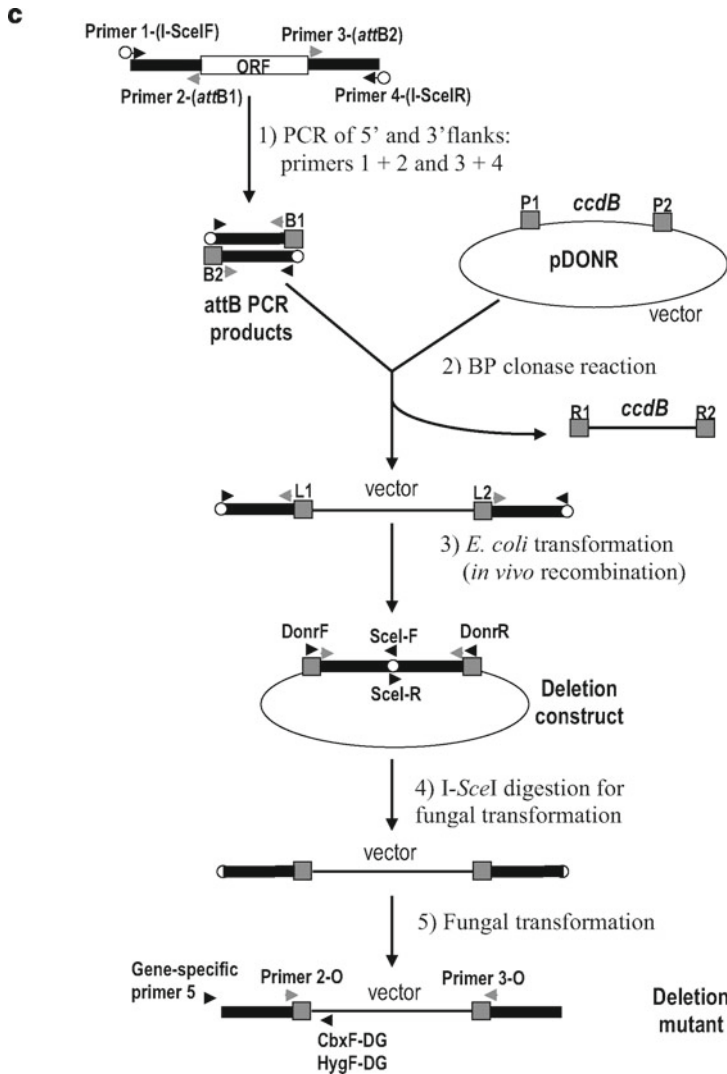 c
Primer 1-(I-SceIF)
Primer 3-(attB2)
ORF
Primer 2-(attB1)
Primer 4-(I-SceIR)
1) PCR of 5' and 3'flanks:
primers 1 + 2 and 3 + 4
B1
B2
attB PCR
products
P1
ccdB
P2
pDONR
vector
2) BP clonase reaction
R1
ccdB
R2
L1
vector
L2
3) E. coli transformation
(in vivo recombination)
DonrF
SceI-F
DonrR
SceI-R
Deletion
construct
4) I-SceI digestion for
fungal transformation
vector
5) Fungal transformation
Gene-specific
primer 5
Primer 2-O
vector
Primer 3-O
CbxF-DG
HygF-DG
Deletion
mutant